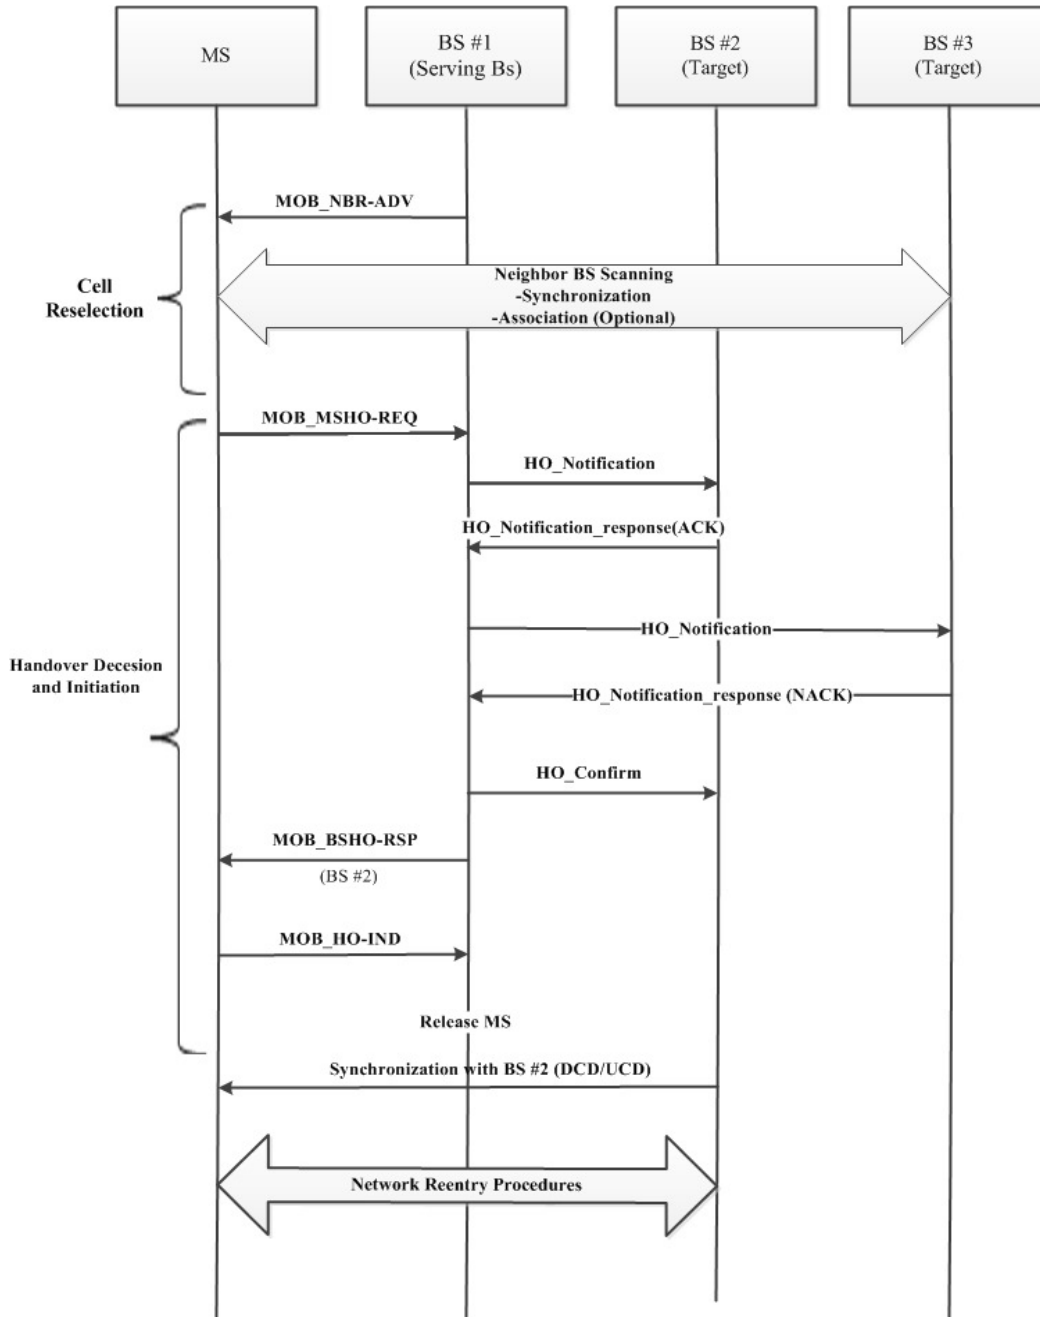 MS
BS #1
(Serving Bs)
BS #2
(Target)
BS #3
(Target)
MOB_NBR-ADV
Neighbor BS Scanning
-Synchronization
-Association (Optional)
Cell
Reselection
MOB_MSHO-REQ
HO_Notification
HO_Notification_response(ACK)
HO_Notification
Handover Decesion
and Initiation
HO_Notification_response (NACK)
HO_Confirm
MOB_BSHO-RSP
(BS #2)
MOB_HO-IND
Release MS
Synchronization with BS #2 (DCD/UCD)
Network Reentry Procedures